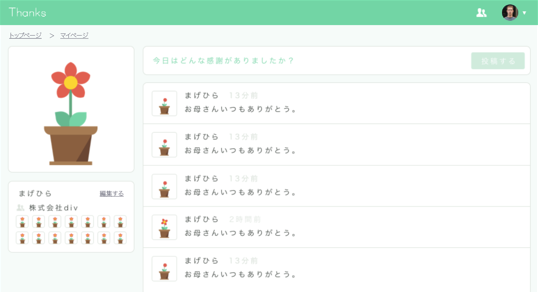 Thanks
トップページ > マイページ
今日はどんな感謝がありましたか？
投稿する
まげひら 13分前
お母さんいつもありがとう。
まげひら 13分前
お母さんいつもありがとう。
まげひら 13分前
お母さんいつもありがとう。
まげひら 2時間前
お母さんいつもありがとう。
まげひら 13分前
お母さんいつもありがとう。
まげひら 編集する
株式会社div